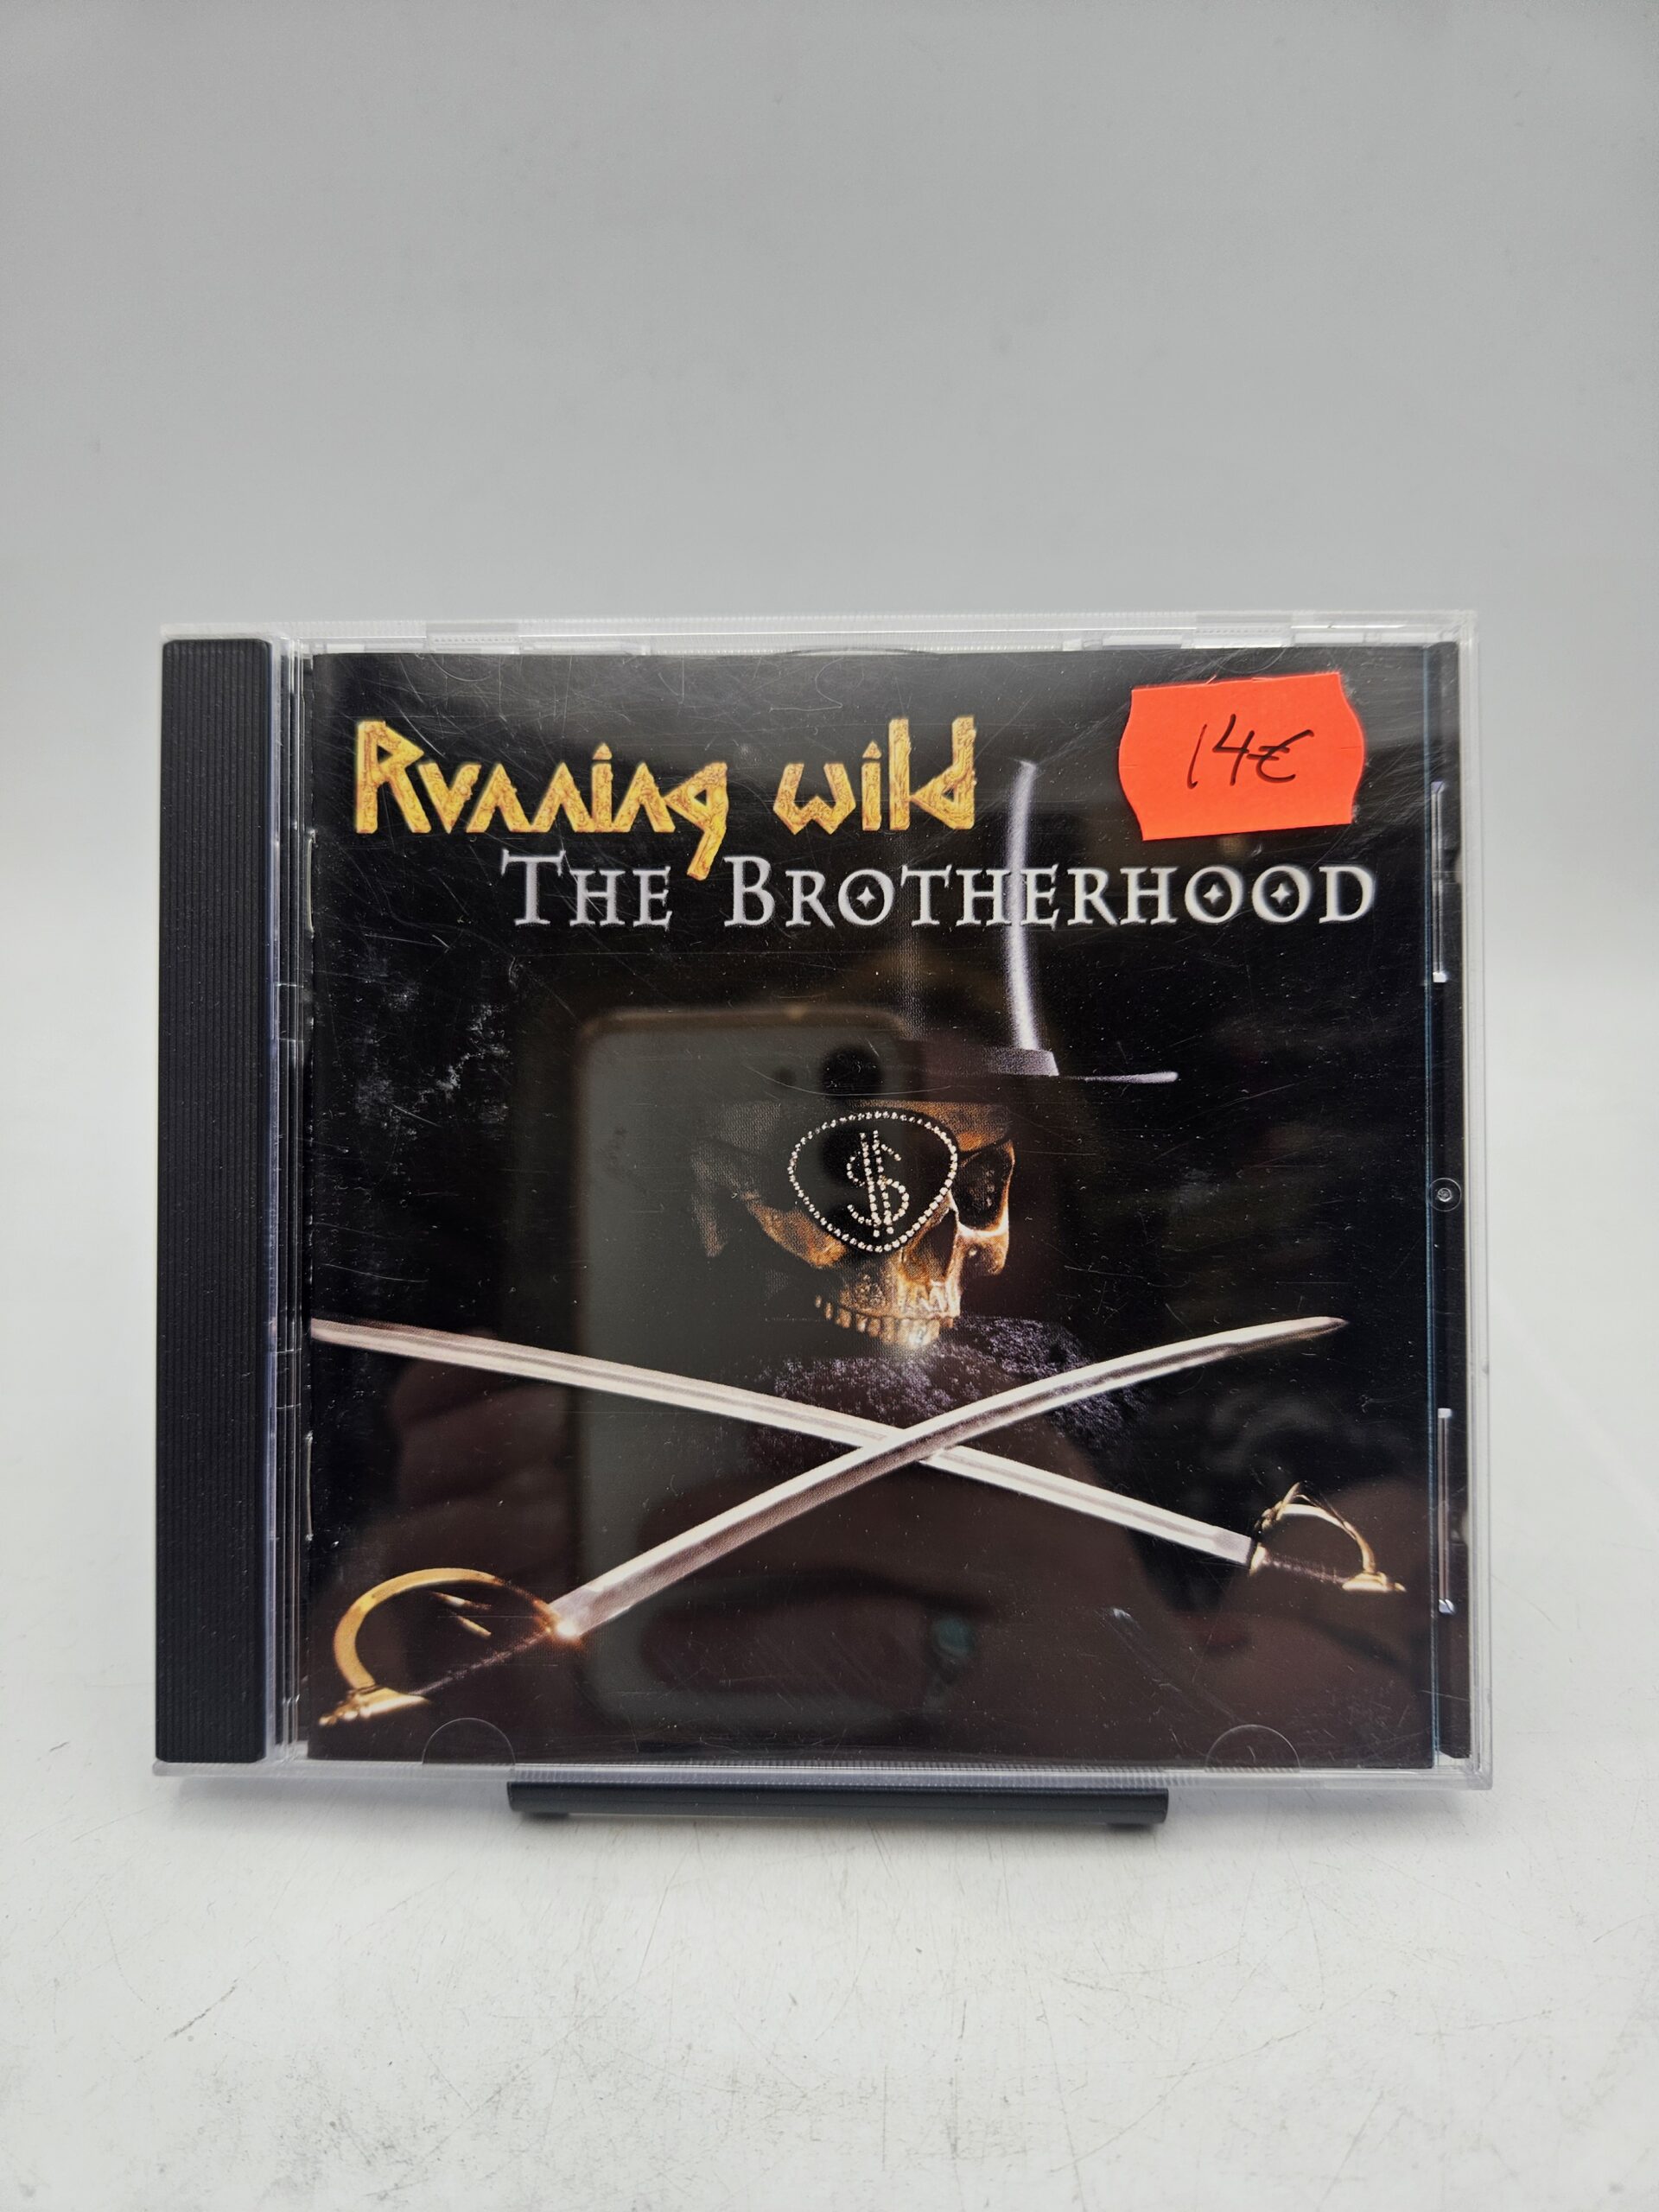 Running wild
14€
The Brotherhood
$